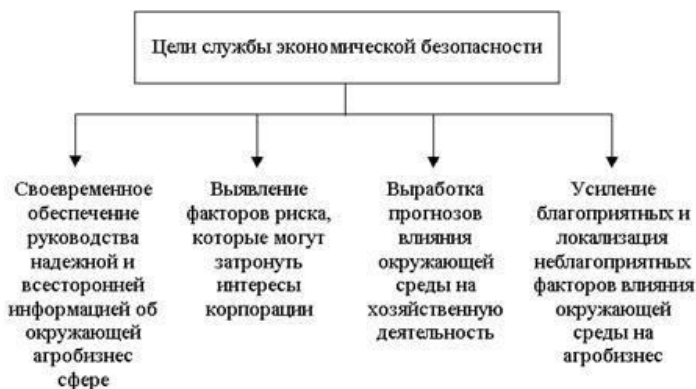 Цели службы экономической безопасности
Своевременное
обеспечение
руководства
надежной и
всесторонней
информацией об
окружающей
агробизнес
сфере
Выявление
факторов риска,
которые могут
затронуть
интересы
корпорации
Выработка
прогнозов
влияния
окружающей
среды на
хозяйственную
деятельность
Усиление
благоприятных и
локализация
неблагоприятных
факторов влияния
окружающей
среды на
агробизнес